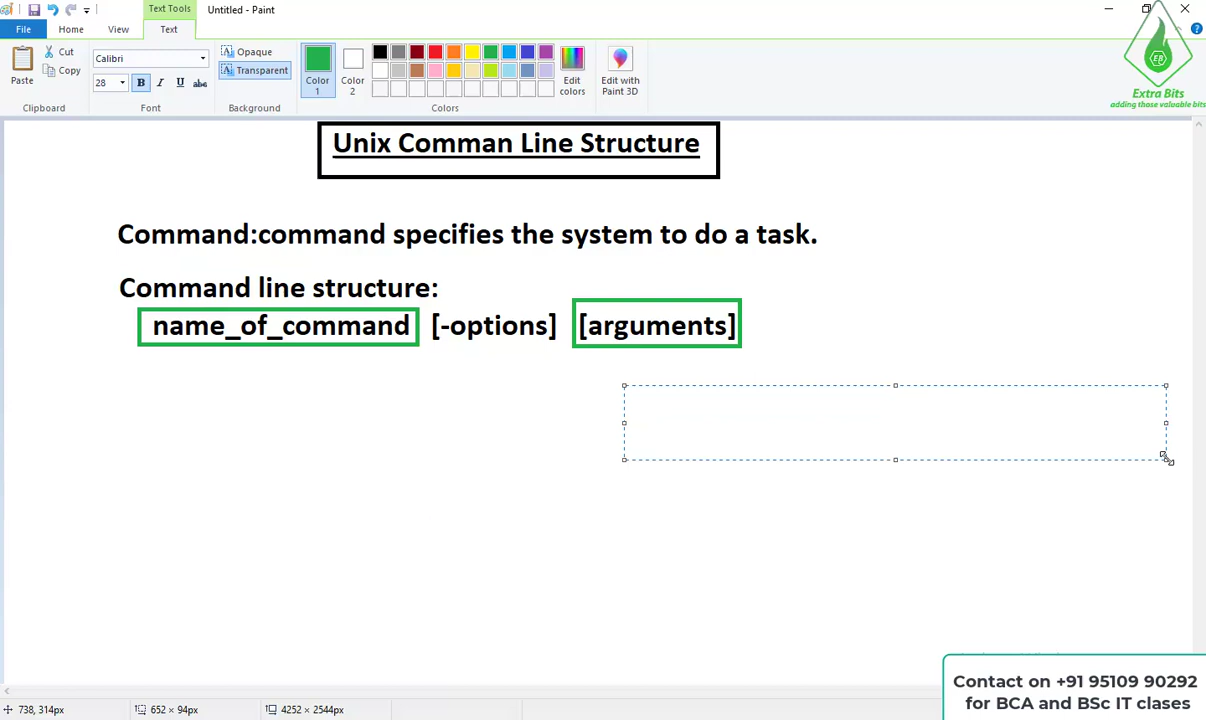 Text Tools
Untitled - Paint
File
Home
View
Text
Paste
Cut
Copy
Clipboard
Calibri
28
B I U abc
Font
Opaque
Transparent
Background
Color 1
Color 2
Edit colors
Colors
Edit with Paint 3D
EB
Extra Bits
adding those valuable bits
Unix Comman Line Structure
Command:command specifies the system to do a task.
Command line structure:
name_of_command [-options] [arguments]
Contact on +91 95109 90292
for BCA and BSc IT clases
738, 314px
652 × 94px
4252 × 2544px